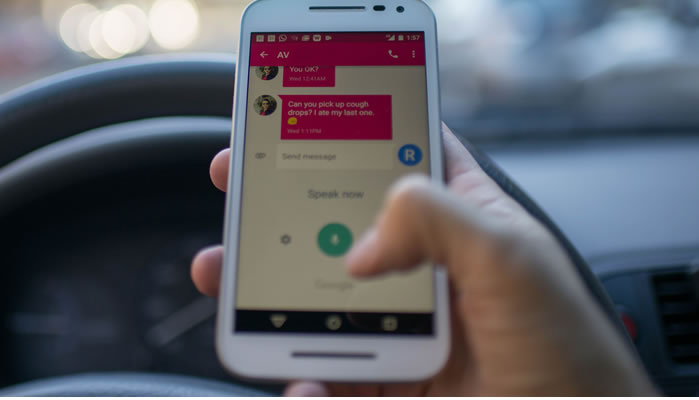 1:57
AV
You OK?
Wed 12:41AM
Can you pick up cough
drops? I ate my last one.
Wed 1:11PM
Send message
R
Speak now
Google